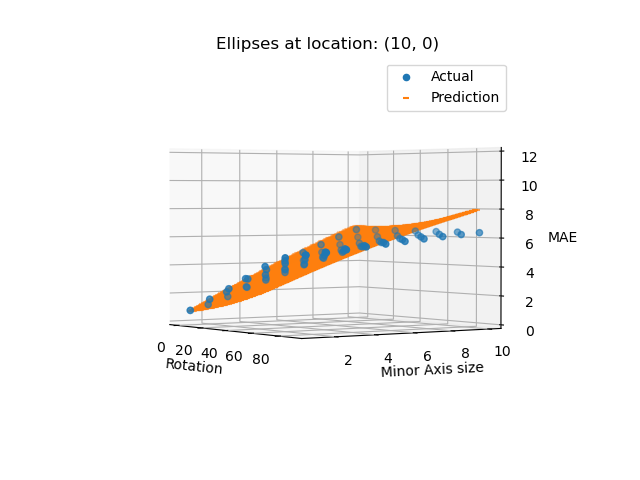 Ellipses at location: (10, 0)
Actual
Prediction
12
10
8
6
4
2
0
MAE
0 20 40 60 80
Rotation
2 4 6 8 10
Minor Axis size